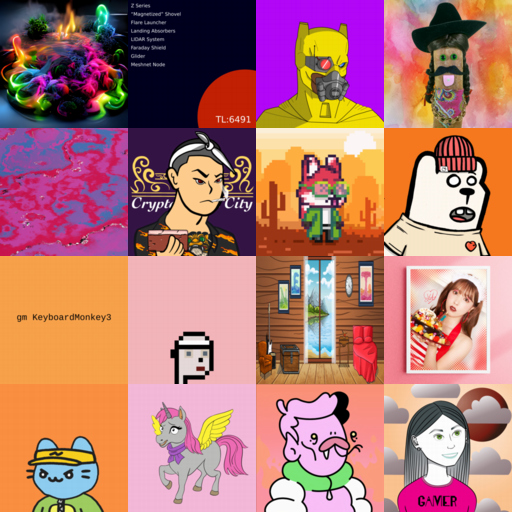 Z Series
"Magnetized" Shovel
Flare Launcher
Landing Absorbers
LIDAR System
Faraday Shield
Glider
Meshnet Node
TL:6491
Crypto City
gm KeyboardMonkey3
GAMER